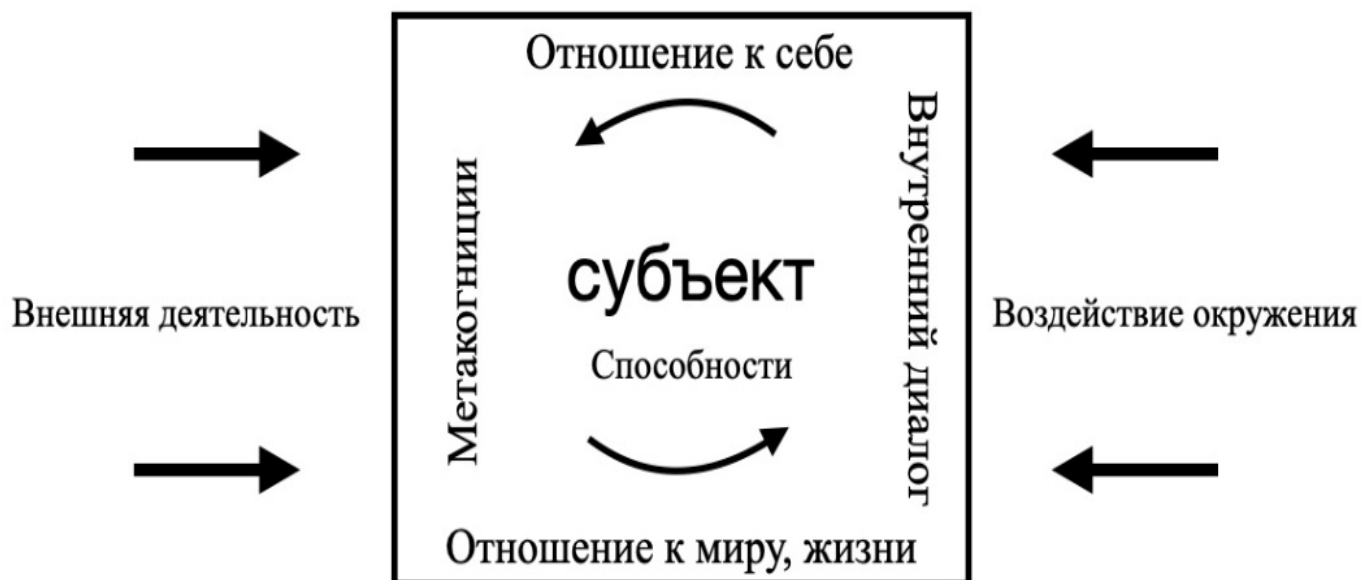 Отношение к себе
Внутренний диалог
Метакогниции
субъект
Внешняя деятельность
Воздействие окружения
Способности
Отношение к миру, жизни